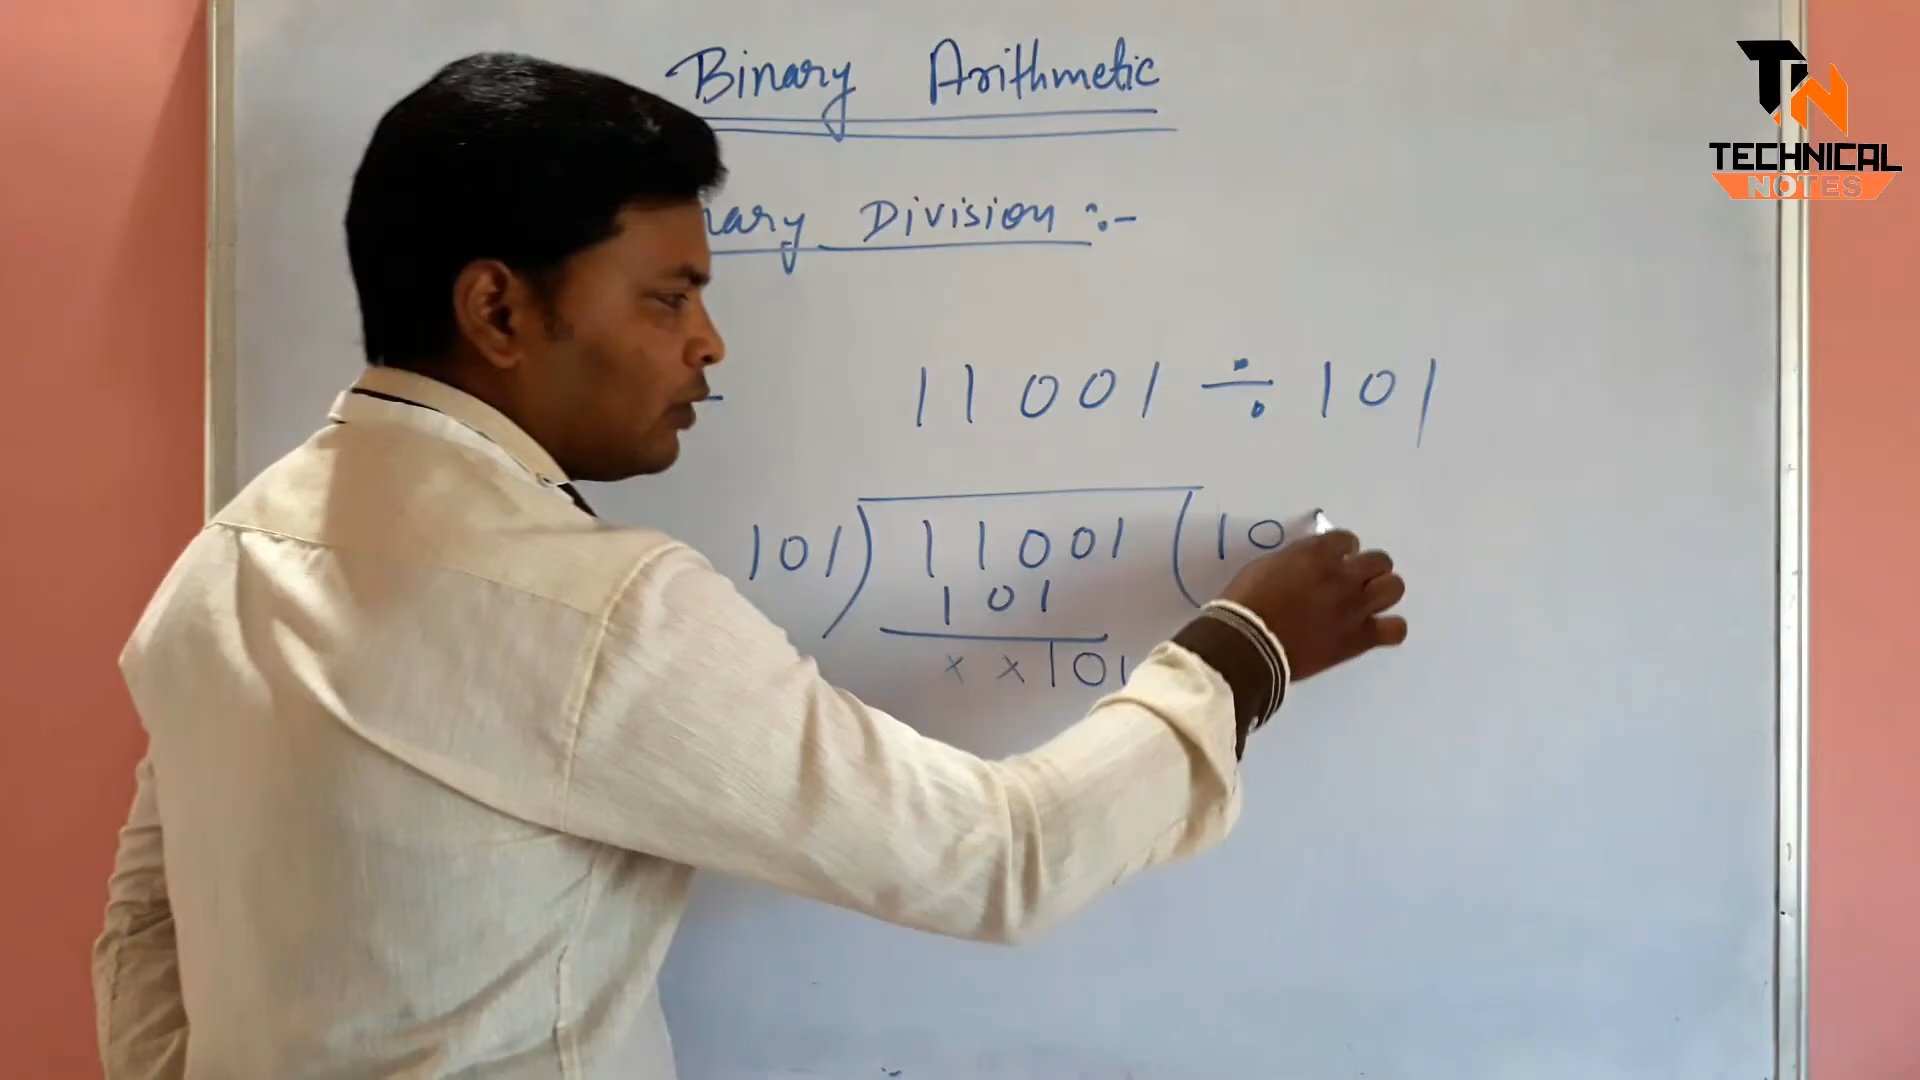 Binary Arithmetic
TECHNICAL
NOTES
Division :-
11001 ÷ 101
101 ) 11001 ( 10
101
x x 101